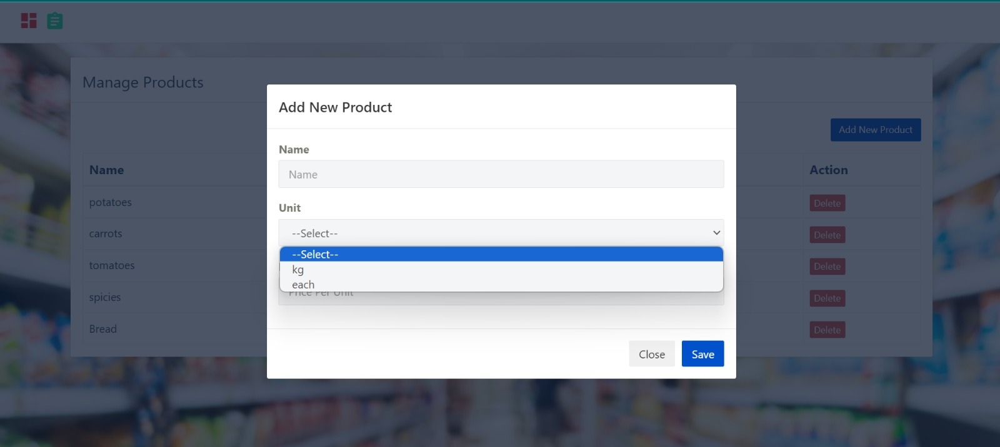 Manage Products
Add New Product
Name
Action
potatoes
Delete
carrots
Delete
tomatoes
Delete
spicies
Delete
Bread
Delete
Add New Product
Name
Name
Unit
--Select--
--Select--
kg
each
Price Per Unit
Close
Save